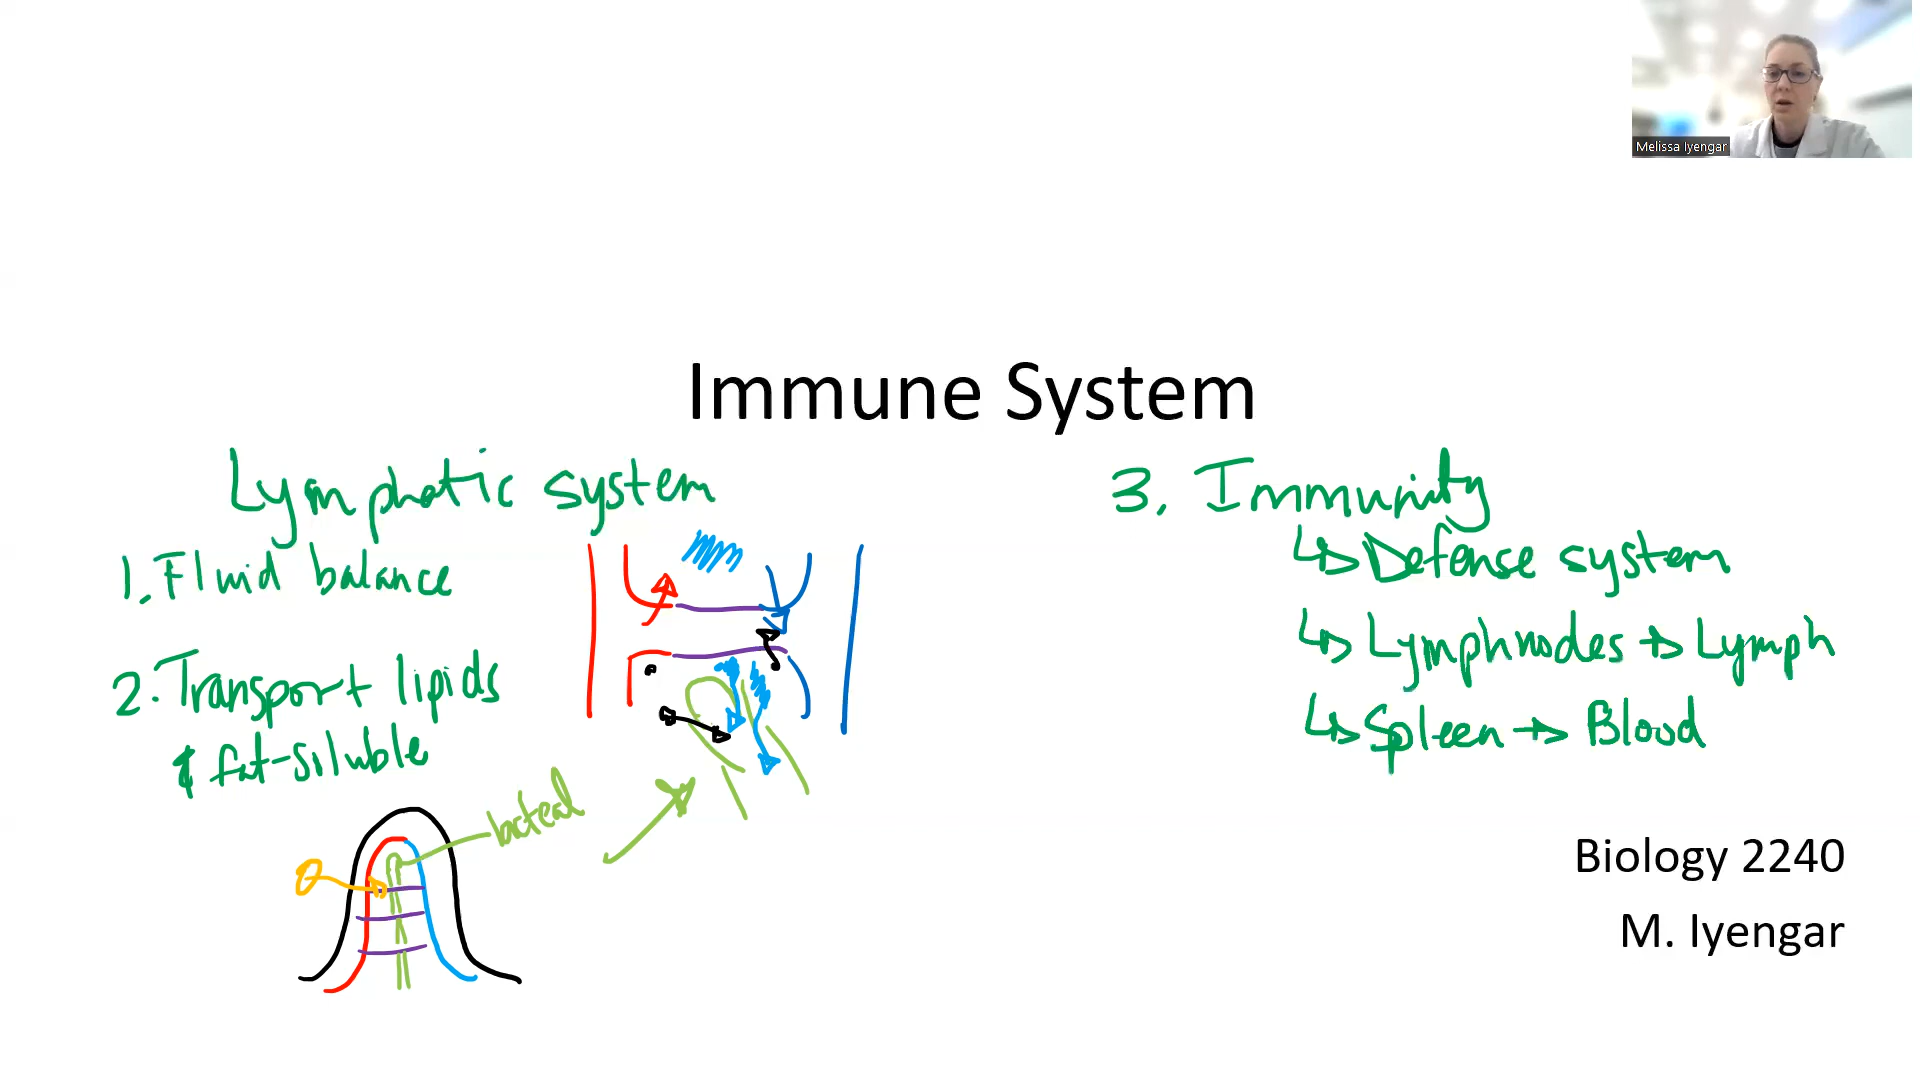 Melissa Iyengar
Immune System
Lymphatic system
1. Fluid balance
2. Transport lipids
& fat-soluble
lacteal
3. Immunity
↳ Defense system
↳ Lymphnodes → Lymph
↳ Spleen → Blood
Biology 2240
M. Iyengar